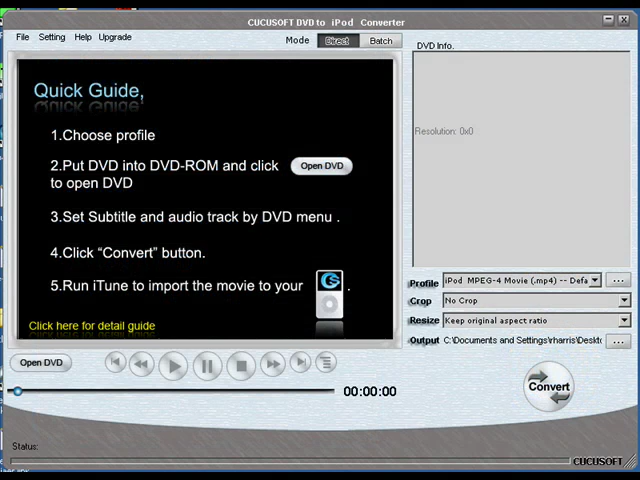 CUCUSOFT DVD to iPod Converter
File Setting Help Upgrade
Mode Direct Batch
DVD Info.
Quick Guide,
1.Choose profile
2.Put DVD into DVD-ROM and click Open DVD
to open DVD
3.Set Subtitle and audio track by DVD menu .
4.Click “Convert” button.
5.Run iTune to import the movie to your .
Click here for detail guide
Resolution: 0x0
Profile iPod MPEG-4 Movie (.mp4) -- Defa ...
Crop No Crop
Resize Keep original aspect ratio
Output C:\Documents and Settings\rharris\Deskto ...
Open DVD
00:00:00
Convert
Status:
CUCUSOFT